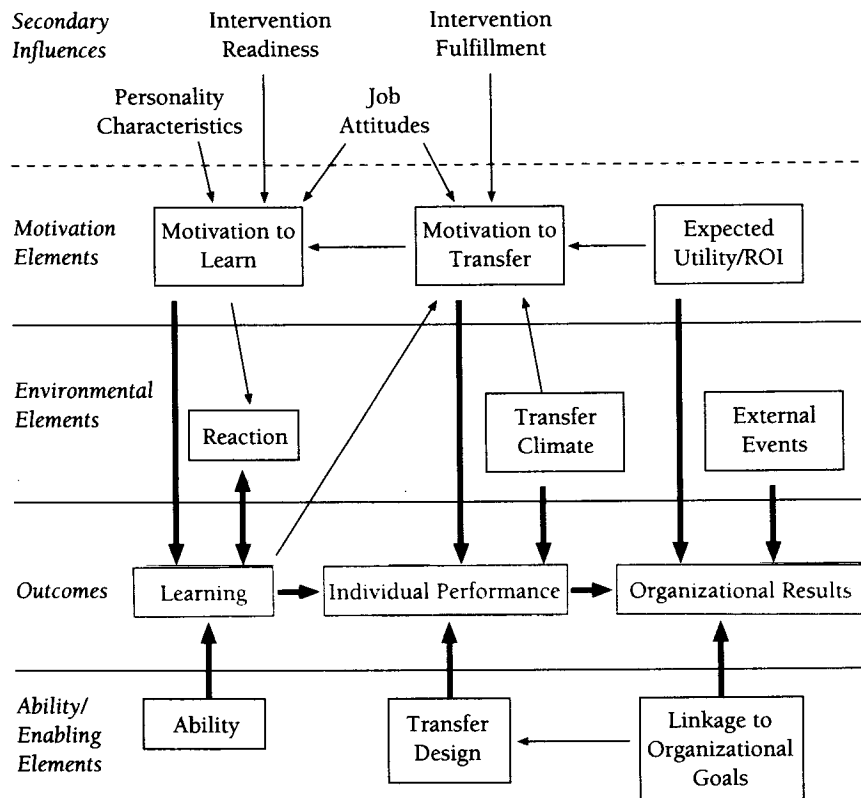 Secondary
Influences
Intervention
Readiness
Intervention
Fulfillment
Personality
Characteristics
Job
Attitudes
Motivation
Elements
Motivation to
Learn
Motivation to
Transfer
Expected
Utility/ROI
Environmental
Elements
Reaction
Transfer
Climate
External
Events
Outcomes
Learning
Individual Performance
Organizational Results
Ability/
Enabling
Elements
Ability
Transfer
Design
Linkage to
Organizational
Goals